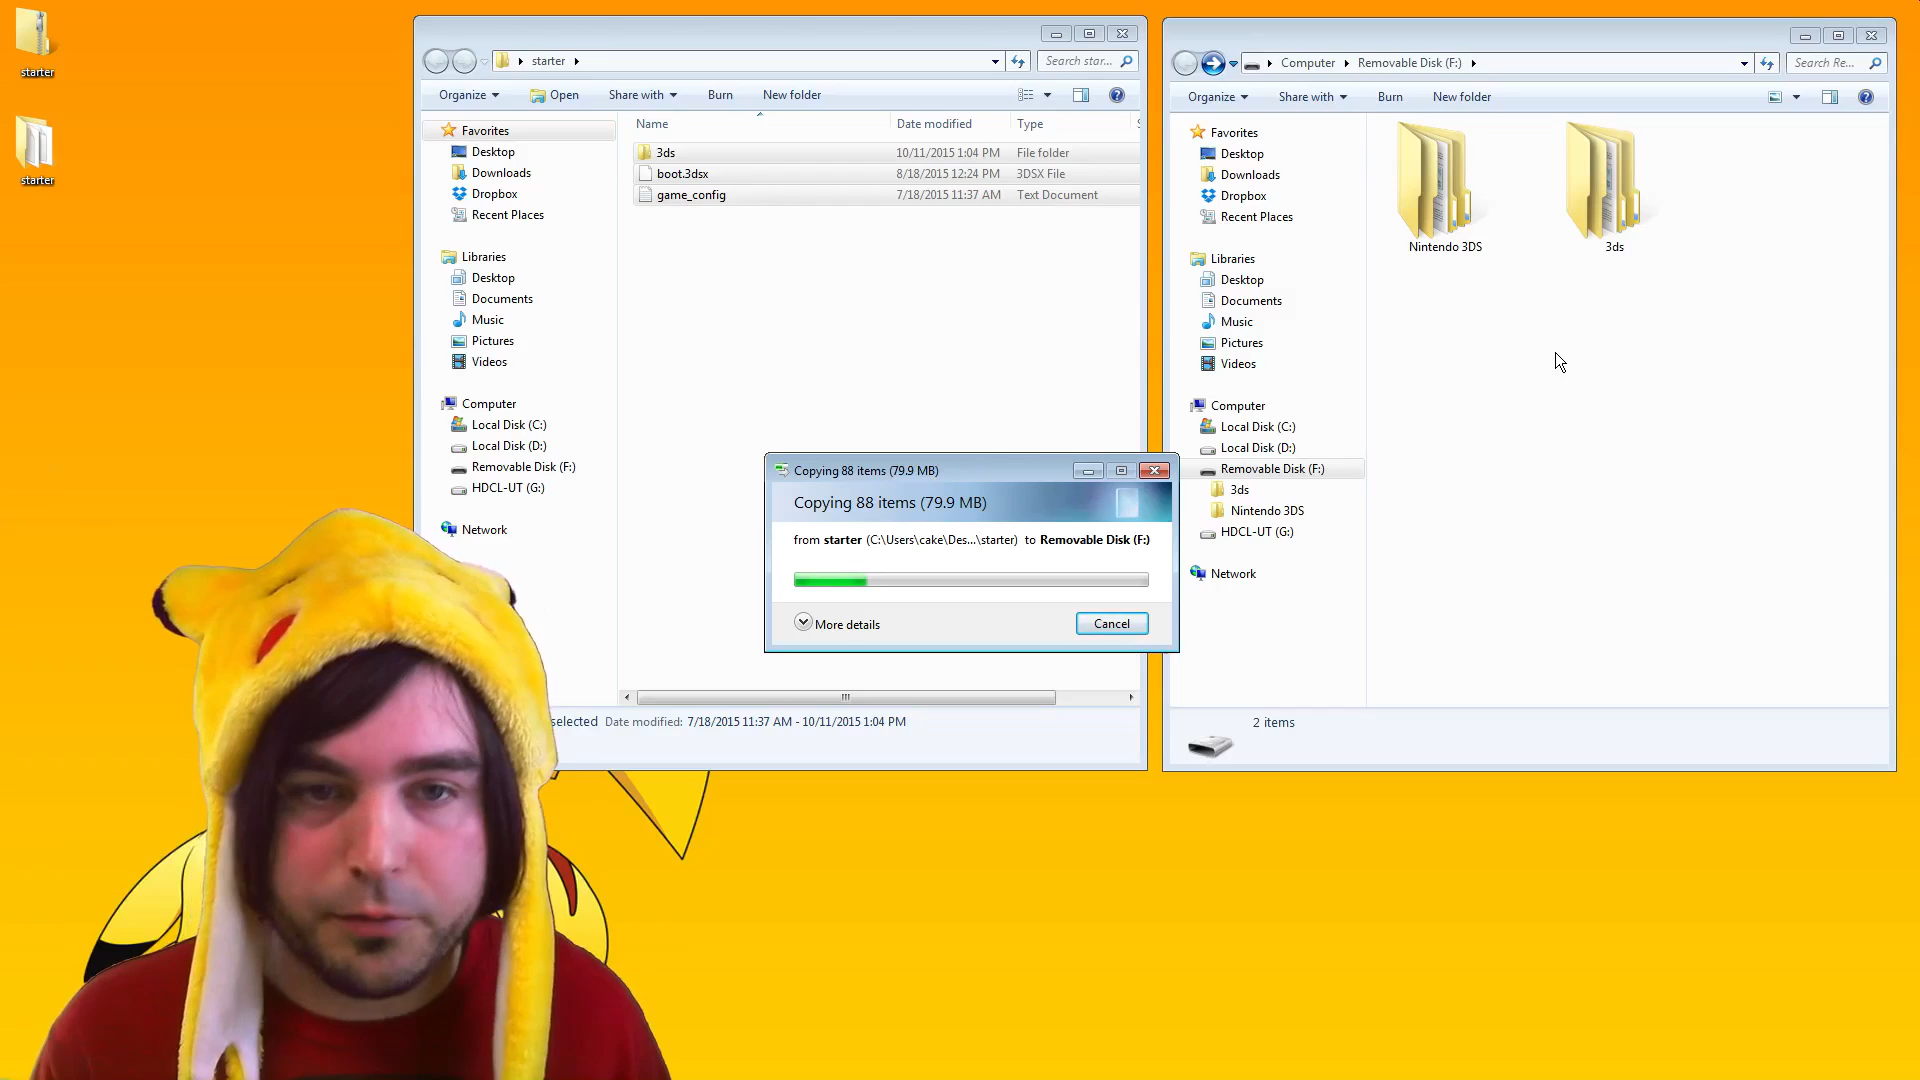 starter
starter
starter
Search star...
Organize
Open
Share with
Burn
New folder
Name
Date modified
Type
Favorites
Desktop
Downloads
Dropbox
Recent Places
Libraries
Desktop
Documents
Music
Pictures
Videos
Computer
Local Disk (C:)
Local Disk (D:)
Removable Disk (F:)
HDCL-UT (G:)
Network
3ds 10/11/2015 1:04 PM File folder
boot.3dsx 8/18/2015 12:24 PM 3DSX File
game_config 7/18/2015 11:37 AM Text Document
selected Date modified: 7/18/2015 11:37 AM - 10/11/2015 1:04 PM
Copying 88 items (79.9 MB)
Copying 88 items (79.9 MB)
from starter (C:\Users\cake\Des...\starter) to Removable Disk (F:)
More details
Cancel
Computer Removable Disk (F:)
Search Re...
Organize
Share with
Burn
New folder
Favorites
Desktop
Downloads
Dropbox
Recent Places
Libraries
Desktop
Documents
Music
Pictures
Videos
Computer
Local Disk (C:)
Local Disk (D:)
Removable Disk (F:)
3ds
Nintendo 3DS
HDCL-UT (G:)
Network
Nintendo 3DS
3ds
2 items